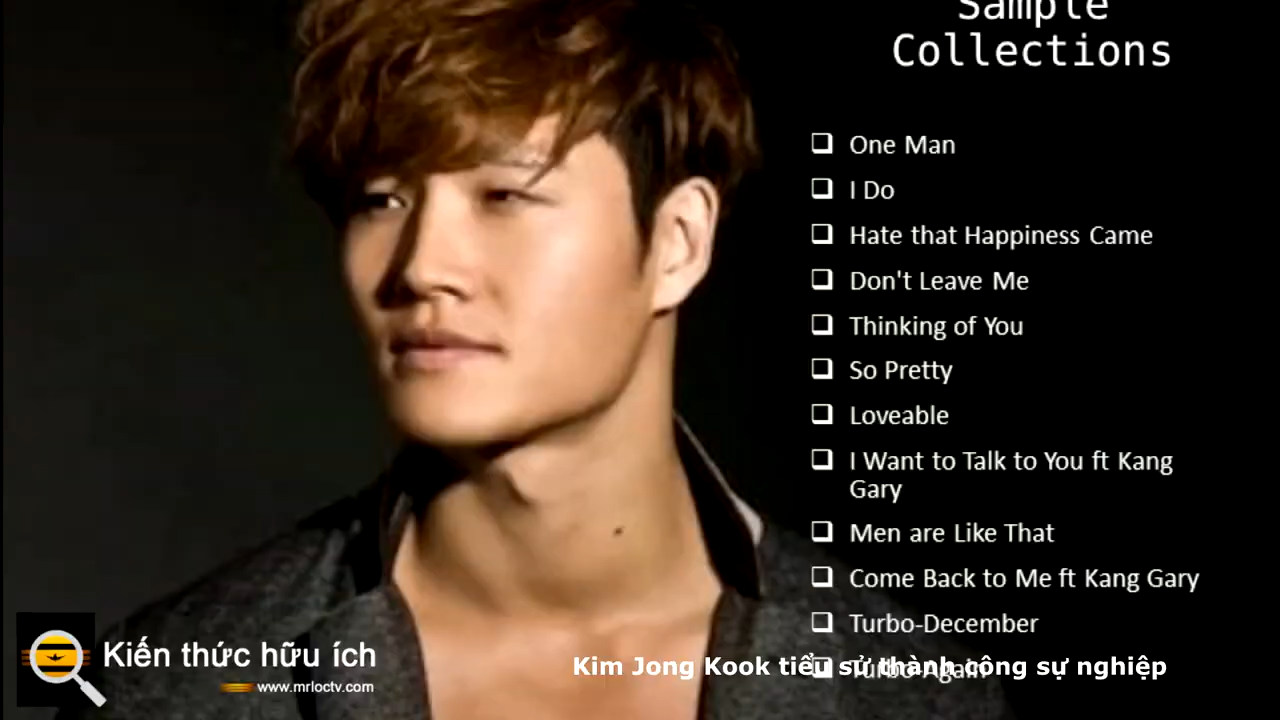 Sample
Collections
❑ One Man
❑ I Do
❑ Hate that Happiness Came
❑ Don't Leave Me
❑ Thinking of You
❑ So Pretty
❑ Loveable
❑ I Want to Talk to You ft Kang
Gary
❑ Men are Like That
❑ Come Back to Me ft Kang Gary
❑ Turbo-December
❑ Turbo-Again
Kim Jong Kook tiểu sử thành công sự nghiệp
Kiến thức hữu ích
www.mrloctv.com